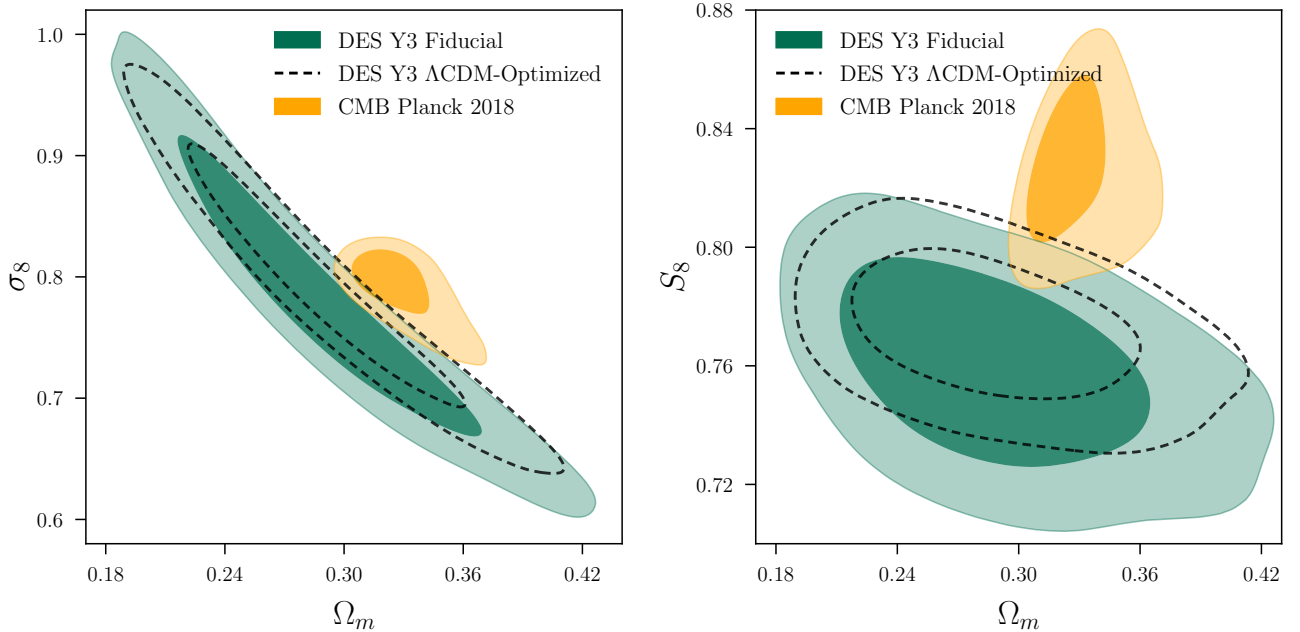 DES Y3 Fiducial
DES Y3 ΛCDM-Optimized
CMB Planck 2018
1.0
0.9
0.8
0.7
0.6
σ8
0.18
0.24
0.30
0.36
0.42
Ωm
DES Y3 Fiducial
DES Y3 ΛCDM-Optimized
CMB Planck 2018
0.88
0.84
0.80
0.76
0.72
S8
0.18
0.24
0.30
0.36
0.42
Ωm